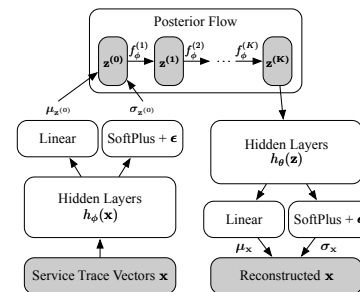 Posterior Flow
z^(0) f_ϕ^(1) z^(1) f_ϕ^(2) ... f_ϕ^(K) z^(K)
μ_z^(0) σ_z^(0)
Linear SoftPlus + ϵ
Hidden Layers
h_ϕ(x)
Service Trace Vectors x
Hidden Layers
h_θ(z)
Linear SoftPlus + ϵ
μ_x σ_x
Reconstructed x